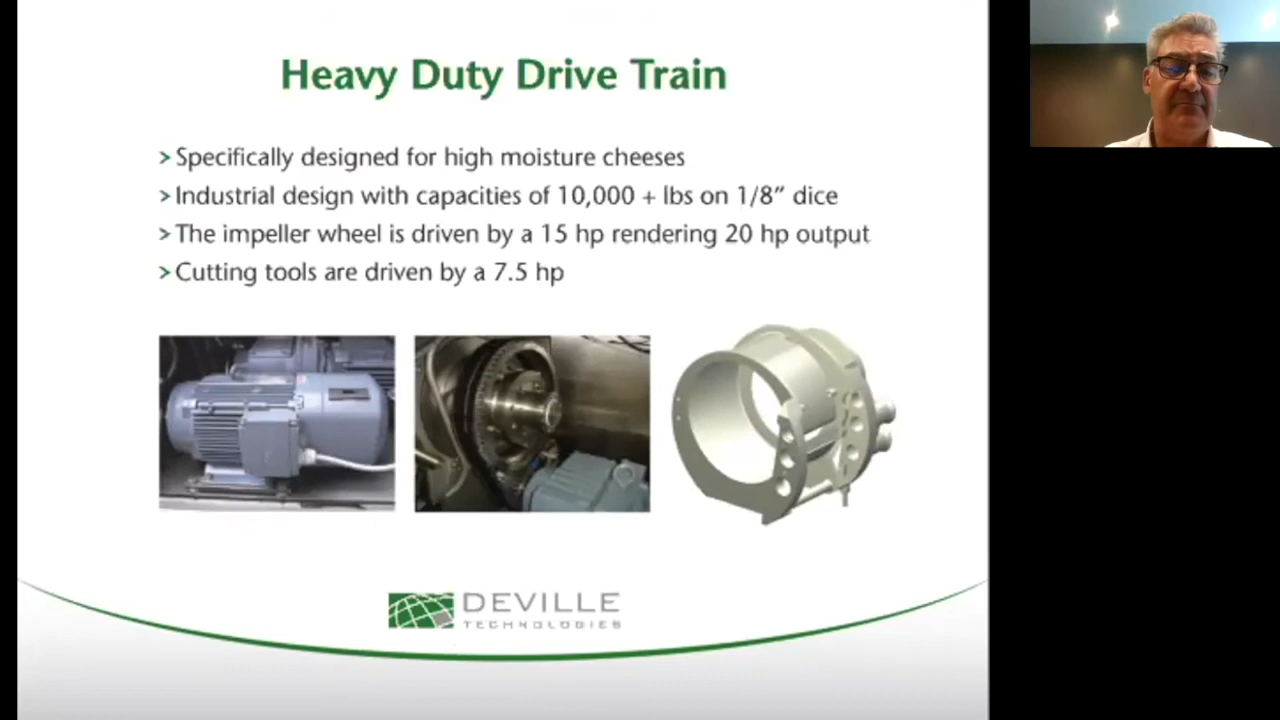 Heavy Duty Drive Train
> Specifically designed for high moisture cheeses
> Industrial design with capacities of 10,000 + lbs on 1/8” dice
> The impeller wheel is driven by a 15 hp rendering 20 hp output
> Cutting tools are driven by a 7.5 hp
DEVILLE
TECHNOLOGIES